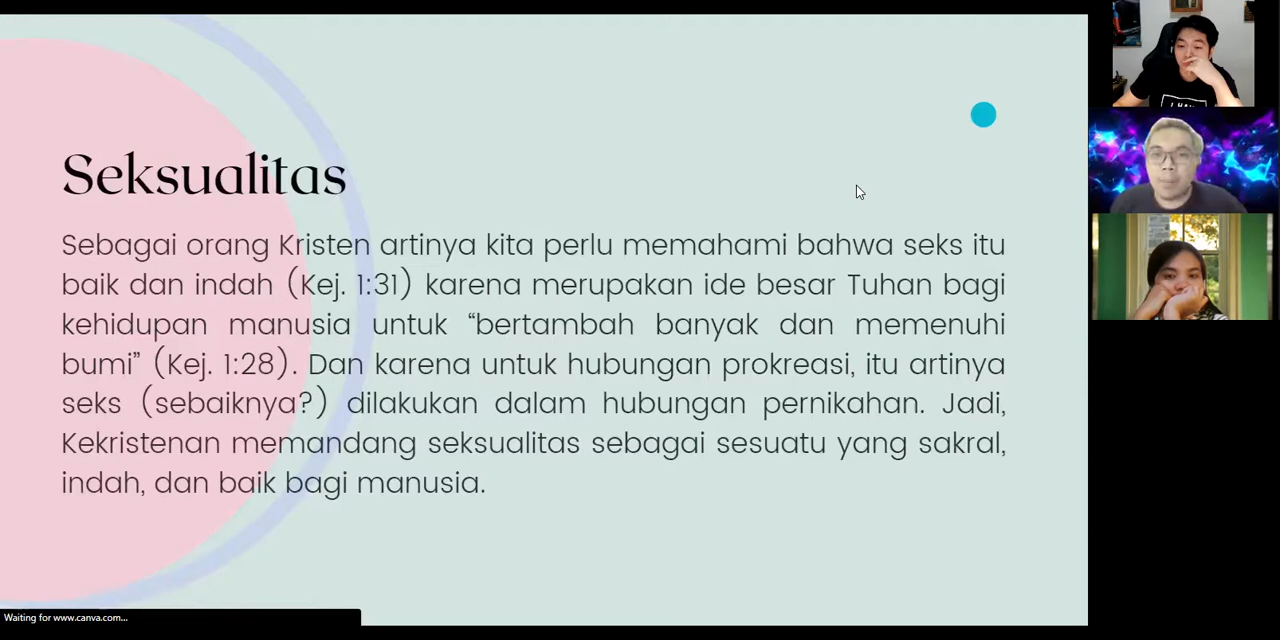 Seksualitas
Sebagai orang Kristen artinya kita perlu memahami bahwa seks itu
baik dan indah (Kej. 1:31) karena merupakan ide besar Tuhan bagi
kehidupan manusia untuk “bertambah banyak dan memenuhi
bumi” (Kej. 1:28). Dan karena untuk hubungan prokreasi, itu artinya
seks (sebaiknya?) dilakukan dalam hubungan pernikahan. Jadi,
Kekristenan memandang seksualitas sebagai sesuatu yang sakral,
indah, dan baik bagi manusia.
Waiting for www.canva.com...